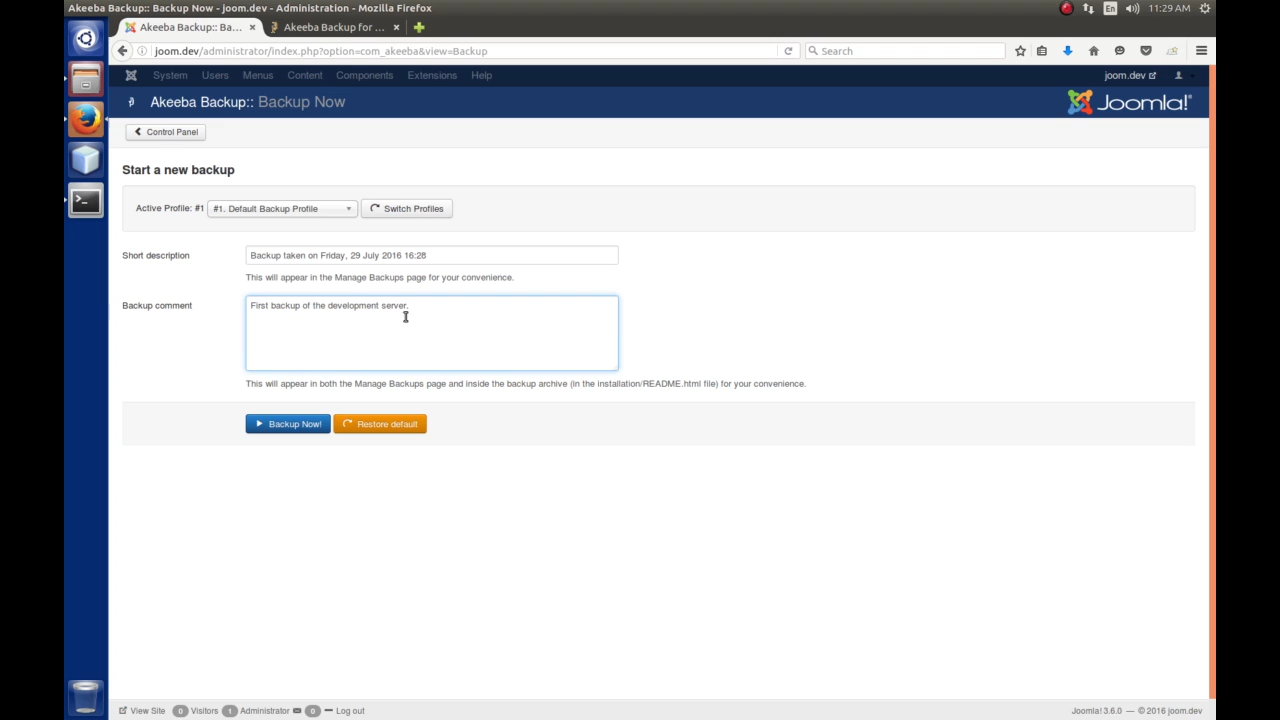 Akeeba Backup:: Backup Now - joom.dev - Administration - Mozilla Firefox
En
11:29 AM
Akeeba Backup:: Ba... ×
Akeeba Backup for ... ×
joom.dev/administrator/index.php?option=com_akeeba&view=Backup
Search
System Users Menus Content Components Extensions Help
joom.dev
Akeeba Backup:: Backup Now
Joomla!®
Control Panel
Start a new backup
Active Profile: #1
#1. Default Backup Profile
Switch Profiles
Short description
Backup taken on Friday, 29 July 2016 16:28
This will appear in the Manage Backups page for your convenience.
Backup comment
First backup of the development server.
This will appear in both the Manage Backups page and inside the backup archive (in the installation/README.html file) for your convenience.
Backup Now!
Restore default
View Site 0 Visitors 1 Administrator 0 Log out
Joomla! 3.6.0 — © 2016 joom.dev